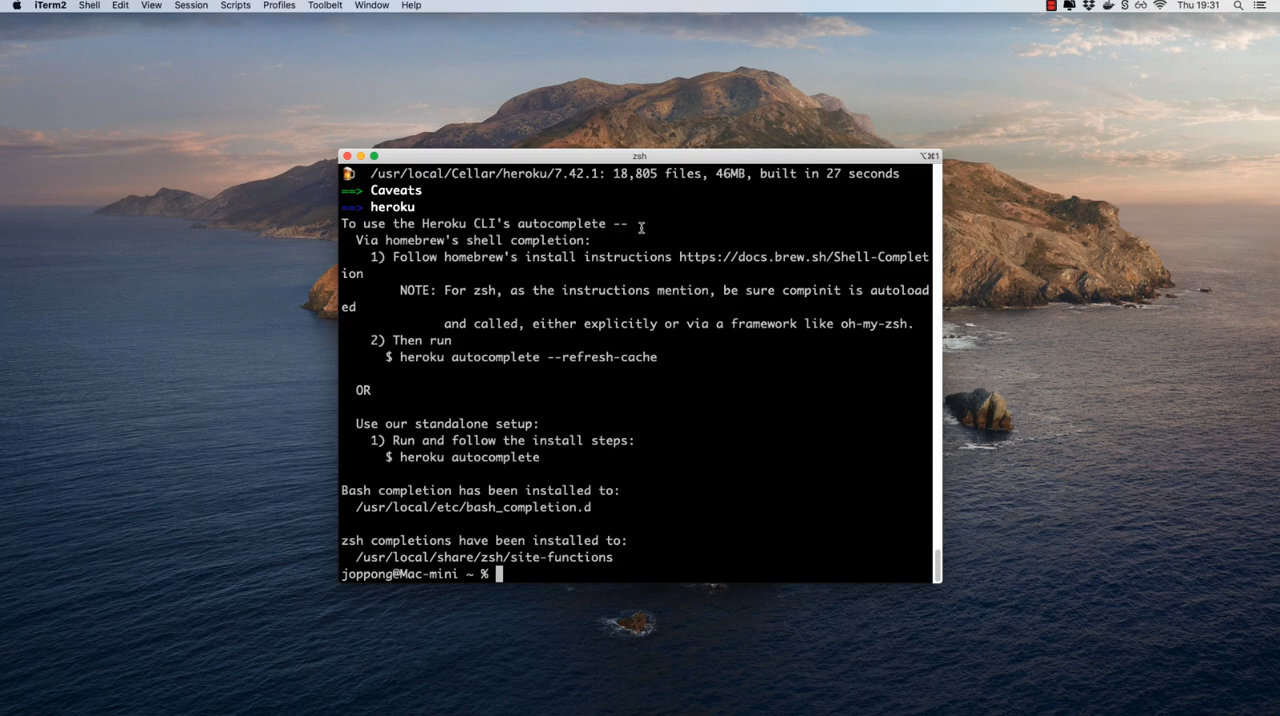 iTerm2 Shell Edit View Session Scripts Profiles Toolbelt Window Help Thu 19:31
zsh ⌥⌘1
/usr/local/Cellar/heroku/7.42.1: 18,805 files, 46MB, built in 27 seconds
==> Caveats
==> heroku
To use the Heroku CLI's autocomplete --
Via homebrew's shell completion:
1) Follow homebrew's install instructions https://docs.brew.sh/Shell-Complet
ion
NOTE: For zsh, as the instructions mention, be sure compinit is autoload
ed
and called, either explicitly or via a framework like oh-my-zsh.
2) Then run
$ heroku autocomplete --refresh-cache
OR
Use our standalone setup:
1) Run and follow the install steps:
$ heroku autocomplete
Bash completion has been installed to:
/usr/local/etc/bash_completion.d
zsh completions have been installed to:
/usr/local/share/zsh/site-functions
joppong@Mac-mini ~ %